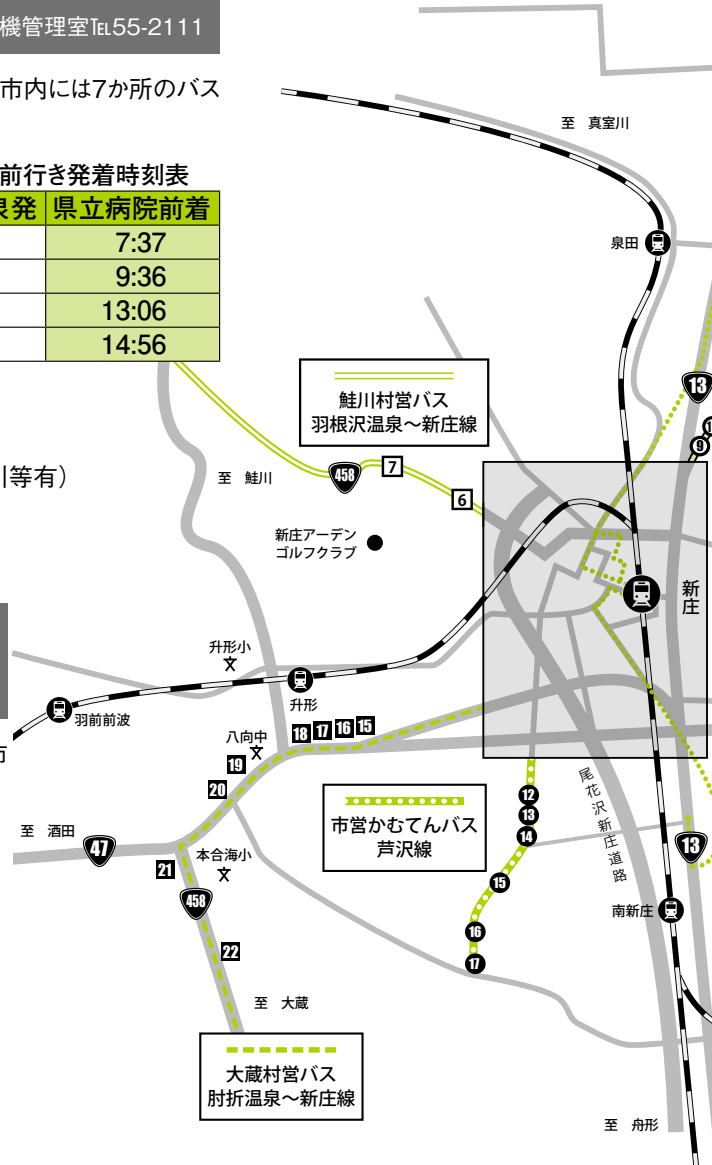 機管理室℡55-2111
市内には7か所のバス
前行き発着時刻表
泉発 県立病院前着
7:37
9:36
13:06
14:56
川等有）
市
至　真室川
泉田
13
9
鮭川村営バス
羽根沢温泉～新庄線
至　鮭川
458
7
6
新庄アーデン
ゴルフクラブ
新庄
升形小
升形
羽前前波
八向中
18 17 16 15
19
20
至　酒田
47
21
本合海小
458
22
至　大蔵
大蔵村営バス
肘折温泉～新庄線
市営かむてんバス
芦沢線
12
13
14
15
16
17
尾花沢新庄道路
13
南新庄
至　舟形